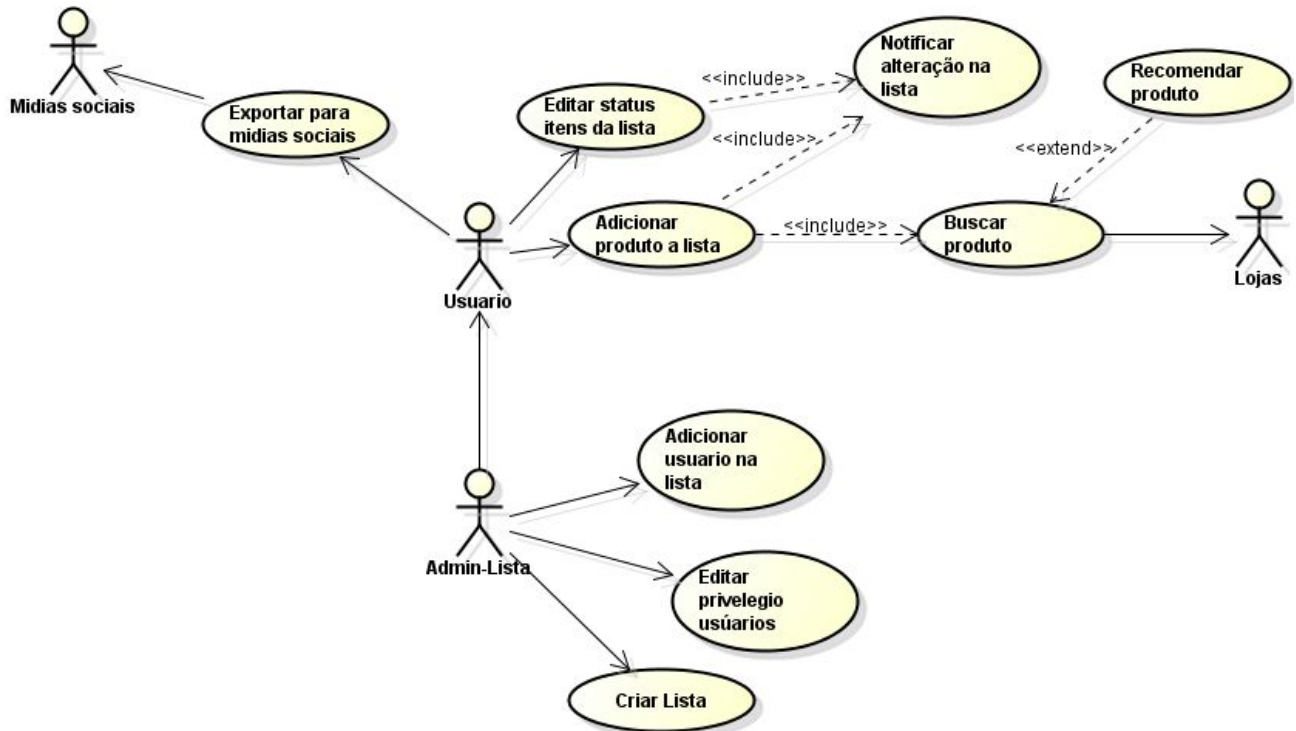 Midias sociais
Exportar para
midias sociais
Editar status
itens da lista
<<include>>
Notificar
alteração na
lista
Recomendar
produto
<<include>>
<<extend>>
Usuario
Adicionar
produto a lista
<<include>>
Buscar
produto
Lojas
Admin-Lista
Adicionar
usuario na
lista
Editar
privelegio
usúários
Criar Lista